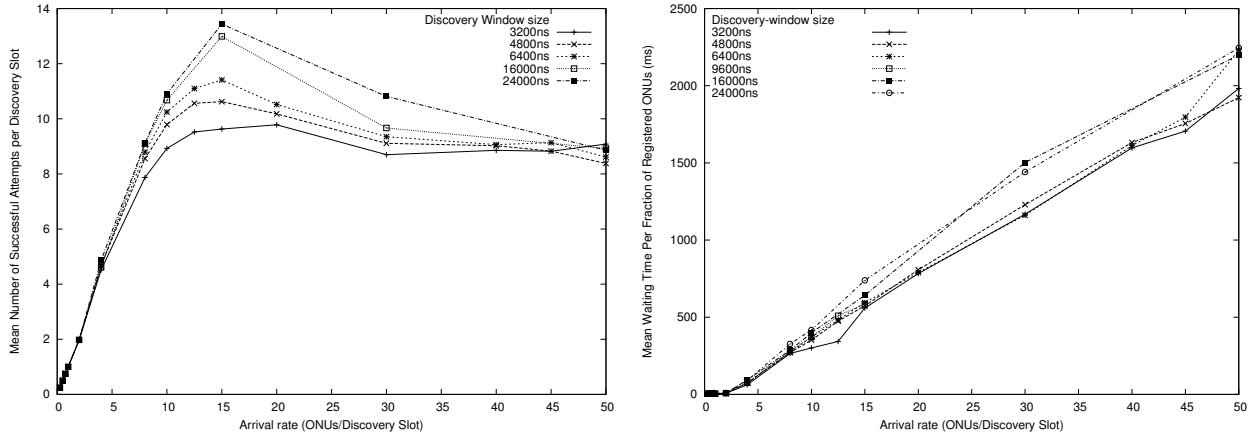 14
12
10
8
6
4
2
0
0 5 10 15 20 25 30 35 40 45 50
Mean Number of Successful Attempts per Discovery Slot
Arrival rate (ONUs/Discovery Slot)
Discovery Window size
3200ns
4800ns
6400ns
16000ns
24000ns
2500
2000
1500
1000
500
0
0 5 10 15 20 25 30 35 40 45 50
Mean Waiting Time Per Fraction of Registered ONUs (ms)
Arrival rate (ONUs/Discovery Slot)
Discovery-window size
3200ns
4800ns
6400ns
9600ns
16000ns
24000ns